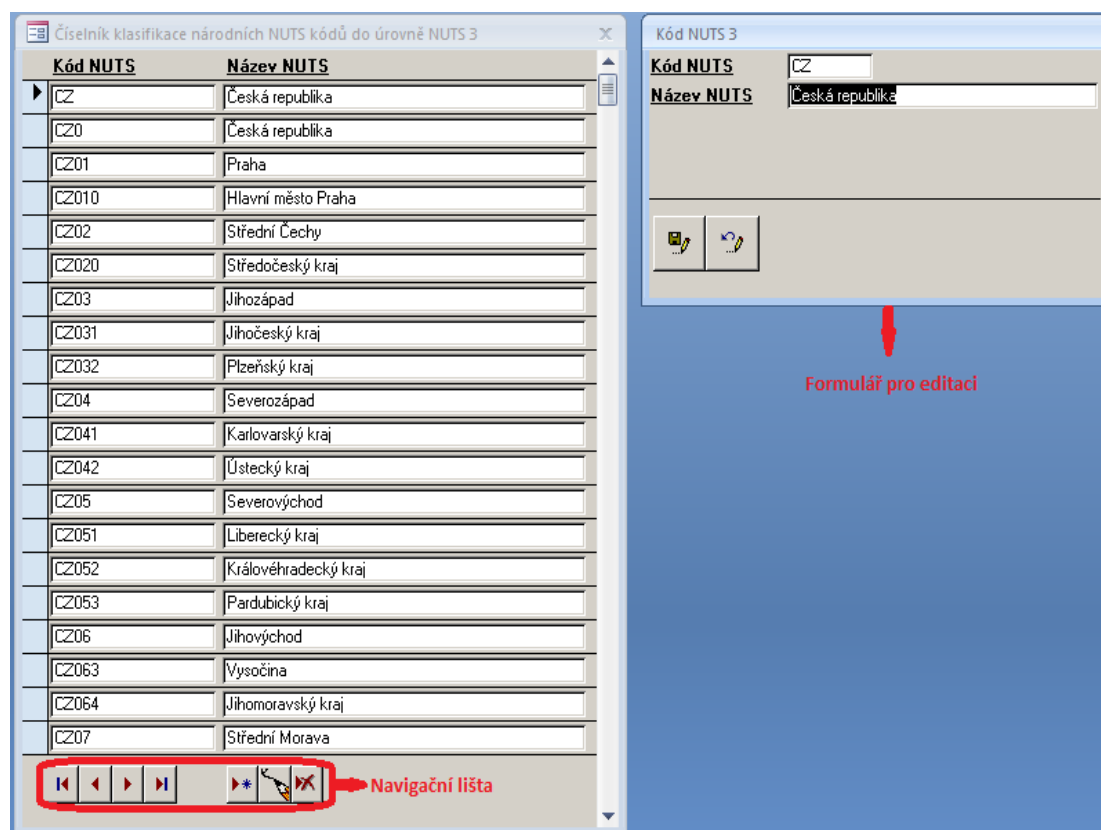 Číselník klasifikace národních NUTS kódů do úrovně NUTS 3
Kód NUTS Název NUTS
CZ Česká republika
CZ0 Česká republika
CZ01 Praha
CZ010 Hlavní město Praha
CZ02 Střední Čechy
CZ020 Středočeský kraj
CZ03 Jihozápad
CZ031 Jihočeský kraj
CZ032 Plzeňský kraj
CZ04 Severozápad
CZ041 Karlovarský kraj
CZ042 Ústecký kraj
CZ05 Severovýchod
CZ051 Liberecký kraj
CZ052 Královéhradecký kraj
CZ053 Pardubický kraj
CZ06 Jihovýchod
CZ063 Vysočina
CZ064 Jihomoravský kraj
CZ07 Střední Morava
Navigační lišta
Kód NUTS 3
Kód NUTS CZ
Název NUTS Česká republika
Formulář pro editaci